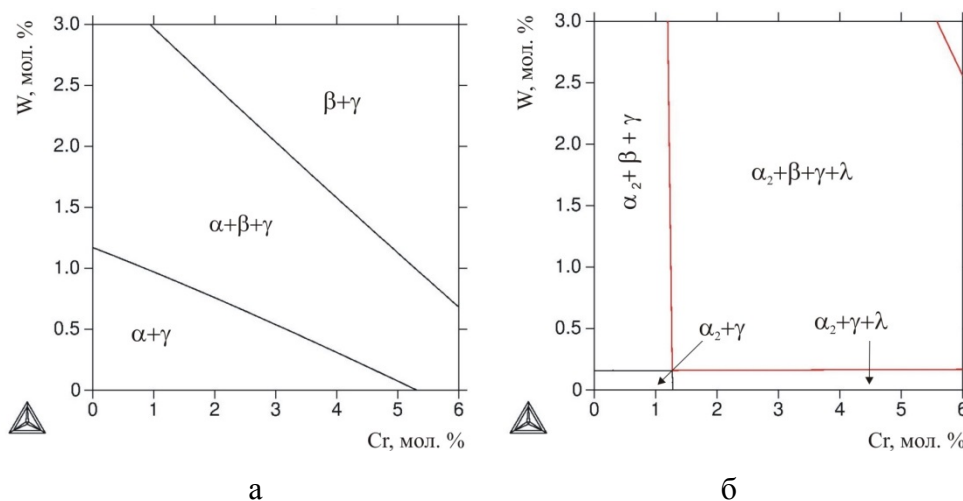 3.0
2.5
2.0
1.5
1.0
0.5
0
W, мол. %
β+γ
α+β+γ
α+γ
0 1 2 3 4 5 6
Cr, мол. %
а
3.0
2.5
2.0
1.5
1.0
0.5
0
W, мол. %
α₂+ β + γ
α₂+β+γ+λ
α₂+γ
α₂+γ+λ
0 1 2 3 4 5 6
Cr, мол. %
б